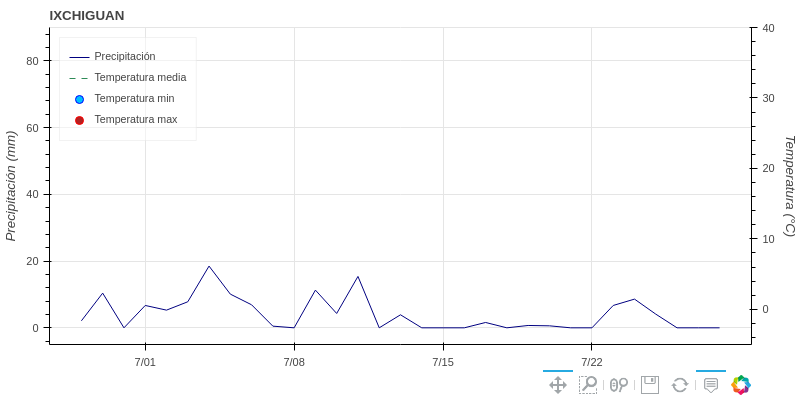 IXCHIGUAN
Precipitación
Temperatura media
Temperatura min
Temperatura max
Precipitación (mm)
80
60
40
20
0
40
30
20
10
0
Temperatura (°C)
7/01
7/08
7/15
7/22